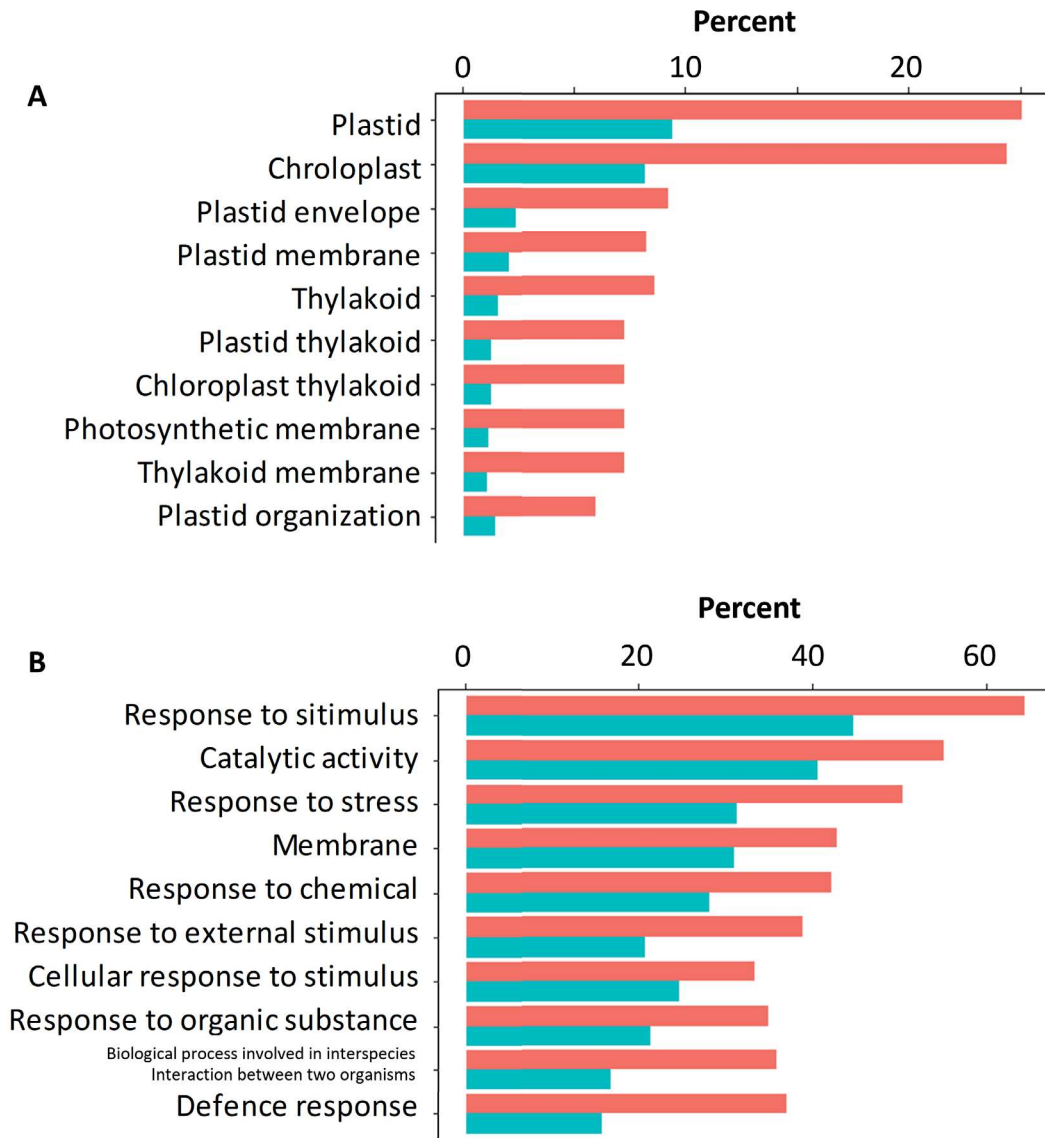 Percent
0 10 20
A
Plastid
Chroloplast
Plastid envelope
Plastid membrane
Thylakoid
Plastid thylakoid
Chloroplast thylakoid
Photosynthetic membrane
Thylakoid membrane
Plastid organization
Percent
B
0 20 40 60
Response to sitimulus
Catalytic activity
Response to stress
Membrane
Response to chemical
Response to external stimulus
Cellular response to stimulus
Response to organic substance
Biological process involved in interspecies
Interaction between two organisms
Defence response